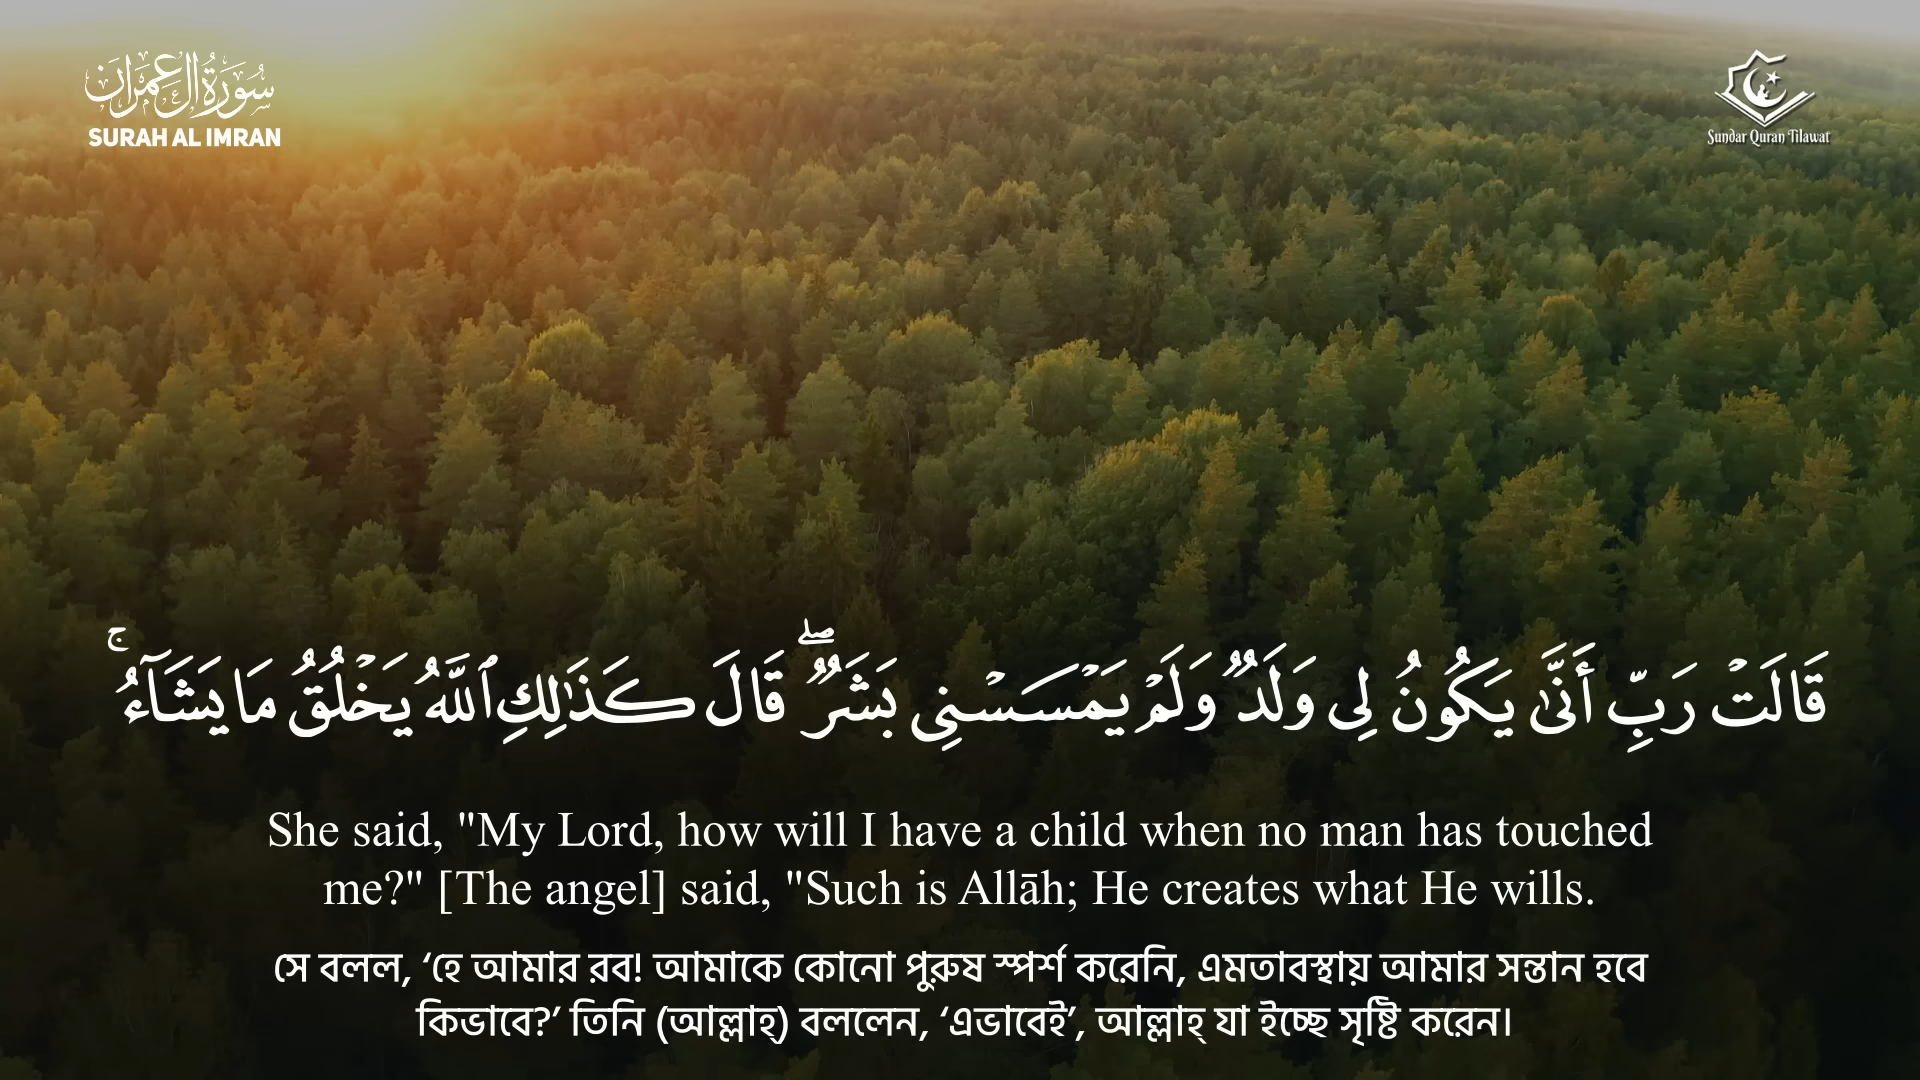 سُورَةُ آلِ عِمْرَان
SURAH AL IMRAN
Sundar Quran Tilawat
قَالَتْ رَبِّ أَنَّىٰ يَكُونُ لِى وَلَدٌ وَلَمْ يَمْسَسْنِى بَشَرٌ ۖ قَالَ كَذَٰلِكِ ٱللَّهُ يَخْلُقُ مَا يَشَآءُ ۚ
She said, "My Lord, how will I have a child when no man has touched
me?" [The angel] said, "Such is Allāh; He creates what He wills.
সে বলল, ‘হে আমার রব! আমাকে কোনো পুরুষ স্পর্শ করেনি, এমতাবস্থায় আমার সন্তান হবে
কিভাবে?’ তিনি (আল্লাহ্) বললেন, ‘এভাবেই’, আল্লাহ্ যা ইচ্ছে সৃষ্টি করেন।